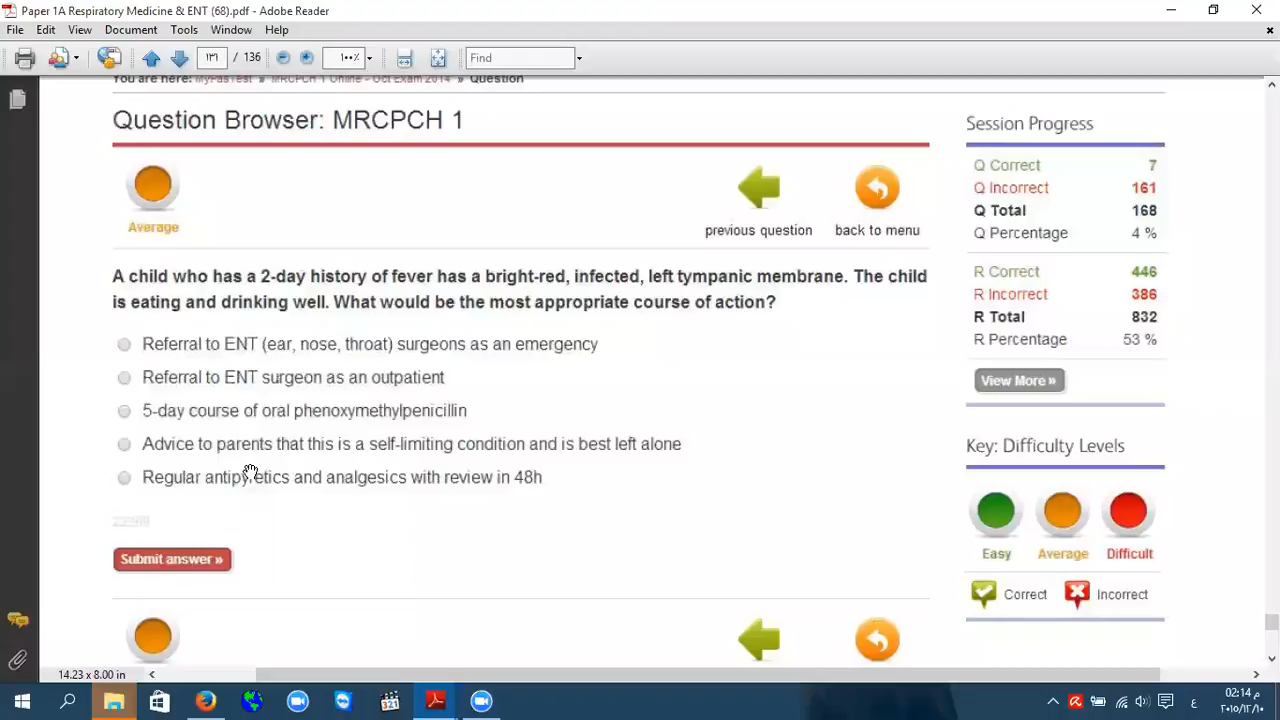 Paper 1A Respiratory Medicine & ENT (68).pdf - Adobe Reader
File Edit View Document Tools Window Help
١٣١ / 136 ١٠٠٪ Find
You are here: MyPasTest » MRCPCH 1 Online - Oct Exam 2014 » Question
Question Browser: MRCPCH 1
Average
previous question
back to menu
A child who has a 2-day history of fever has a bright-red, infected, left tympanic membrane. The child
is eating and drinking well. What would be the most appropriate course of action?
Referral to ENT (ear, nose, throat) surgeons as an emergency
Referral to ENT surgeon as an outpatient
5-day course of oral phenoxymethylpenicillin
Advice to parents that this is a self-limiting condition and is best left alone
Regular antipyretics and analgesics with review in 48h
Submit answer »
Session Progress
Q Correct 7
Q Incorrect 161
Q Total 168
Q Percentage 4 %
R Correct 446
R Incorrect 386
R Total 832
R Percentage 53 %
View More »
Key: Difficulty Levels
Easy Average Difficult
Correct Incorrect
14.23 x 8.00 in
321
ع
02:14 م